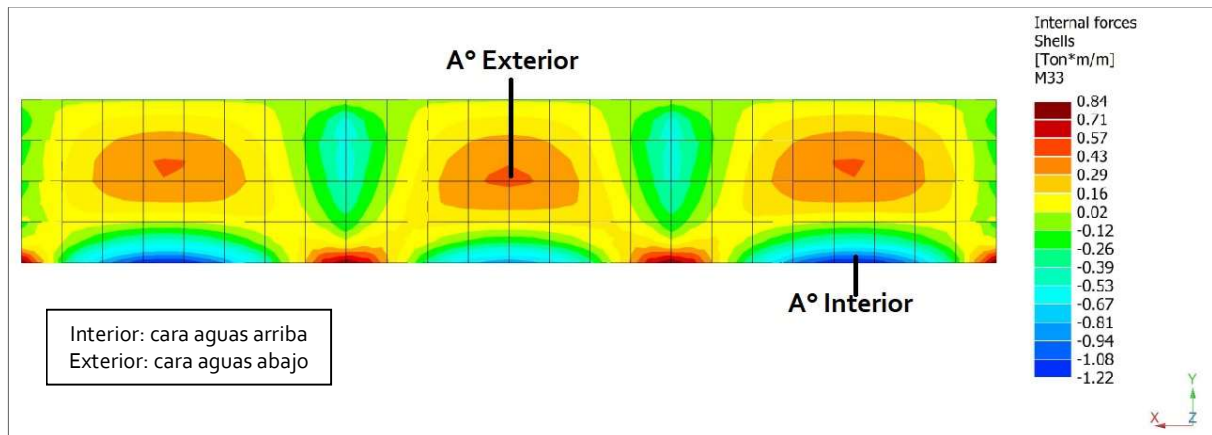 Internal forces
Shells
[Ton*m/m]
M33
0.84
0.71
0.57
0.43
0.29
0.16
0.02
-0.12
-0.26
-0.39
-0.53
-0.67
-0.81
-0.94
-1.08
-1.22
Aº Exterior
Aº Interior
Interior: cara aguas arriba
Exterior: cara aguas abajo
Y
X
Z